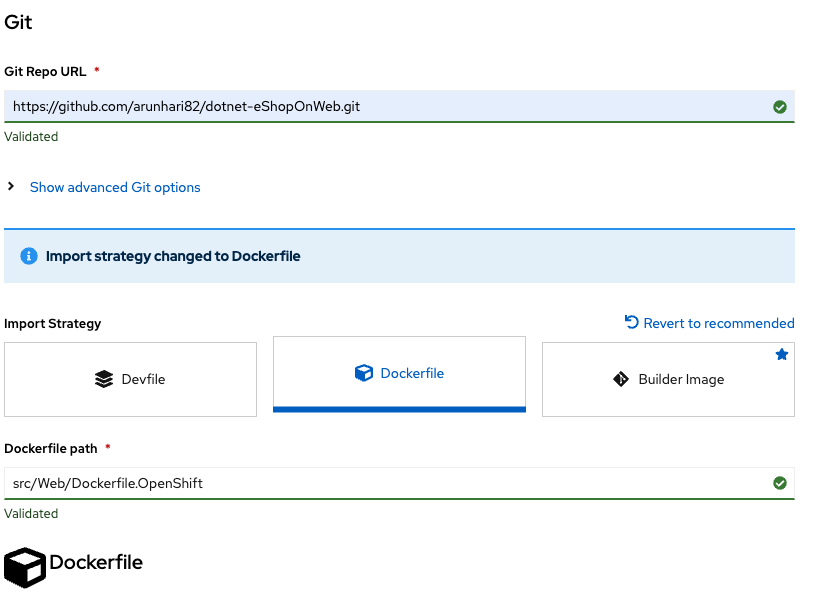 Git
Git Repo URL *
https://github.com/arunhari82/dotnet-eShopOnWeb.git
Validated
Show advanced Git options
Import strategy changed to Dockerfile
Import Strategy
Revert to recommended
Devfile
Dockerfile
Builder Image
Dockerfile path *
src/Web/Dockerfile.OpenShift
Validated
Dockerfile